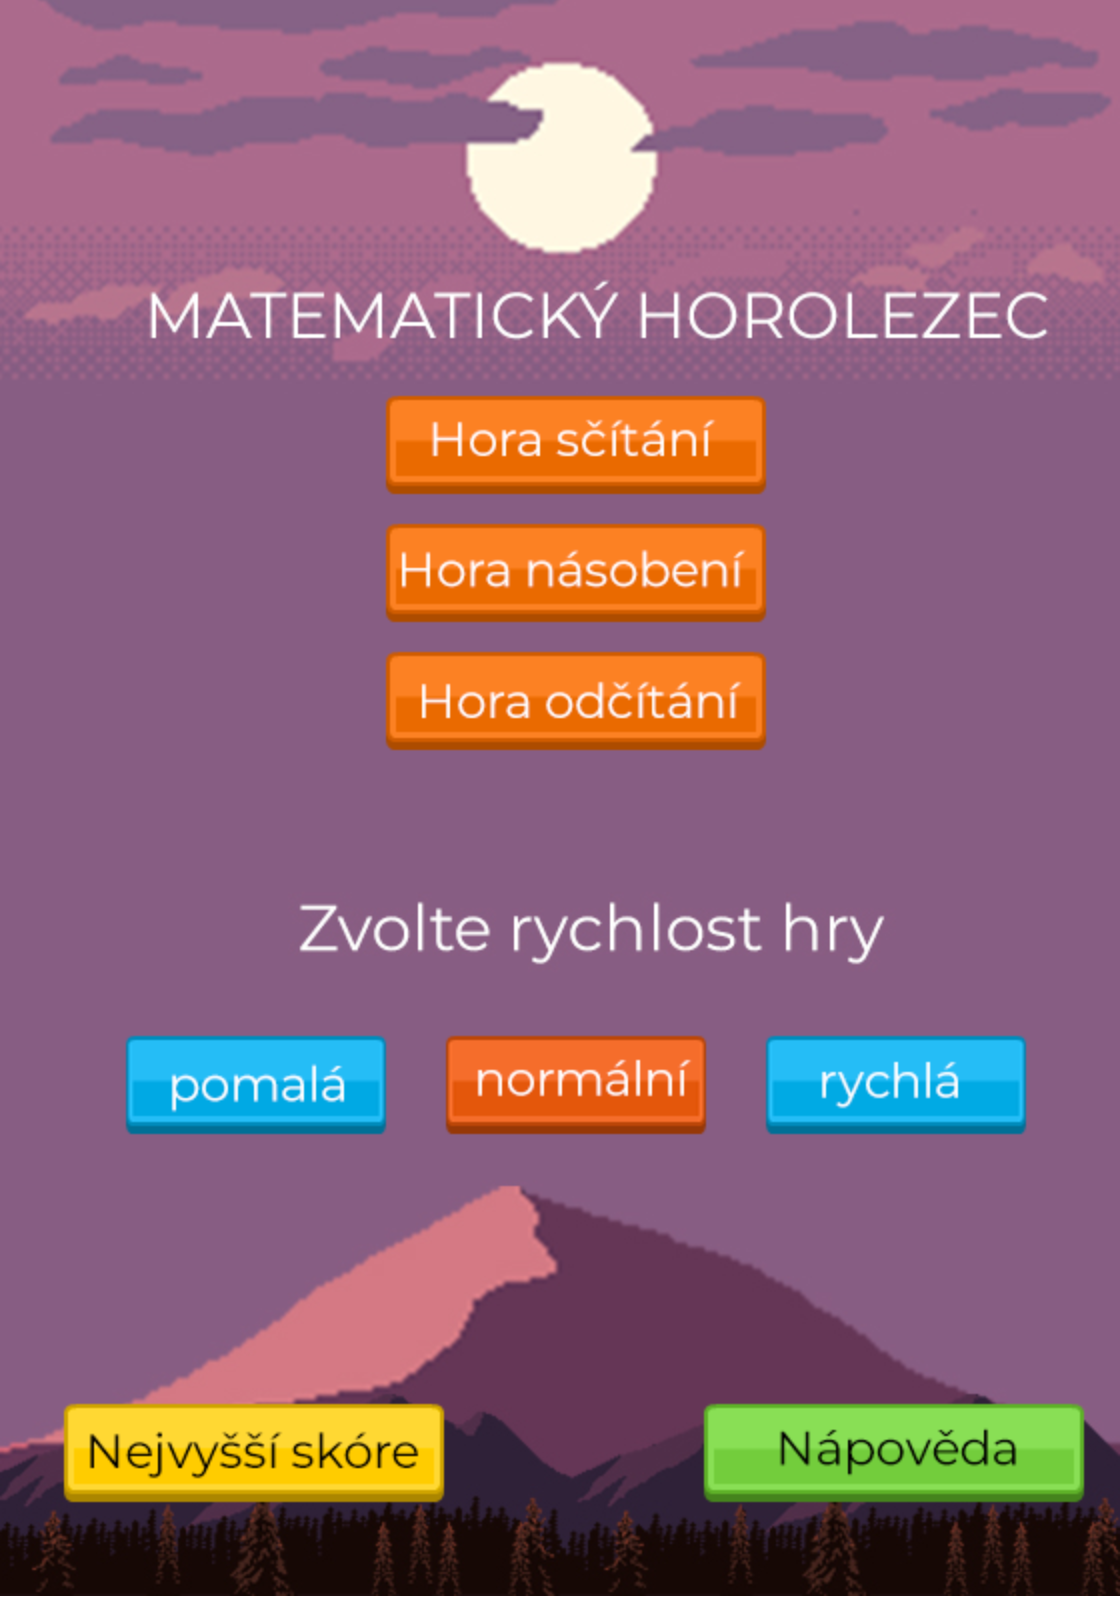 MATEMATICKÝ HOROLEZEC
Hora sčítání
Hora násobení
Hora odčítání
Zvolte rychlost hry
pomalá
normální
rychlá
Nejvyšší skóre
Nápověda